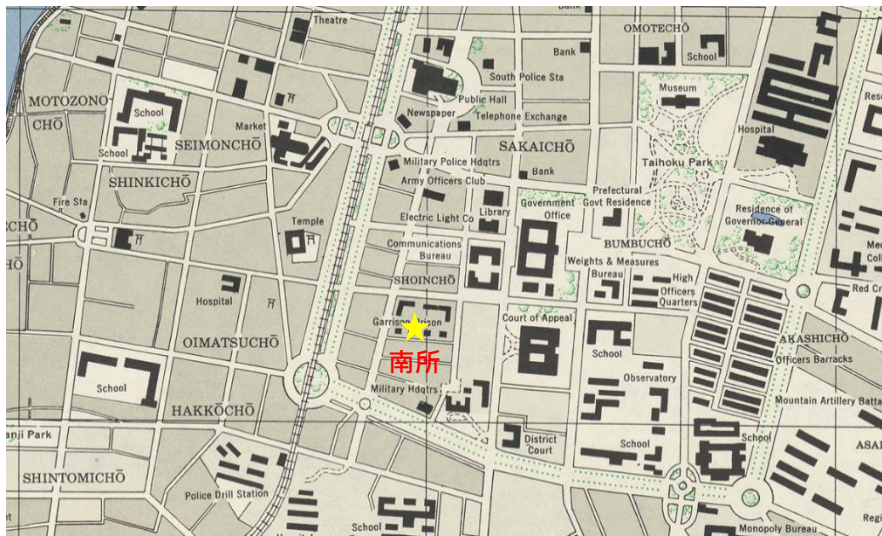 Theatre
Bank
OMOTECHŌ
School
Bank
South Police Sta
Museum
MOTOZONO-
CHŌ
School
Public Hall
Newspaper
Telephone Exchange
Hospital
Market
SEIMONCHŌ
School
SAKAICHŌ
Military Police Hdqtrs
Taihoku Park
SHINKICHŌ
Bank
Army Officers Club
Prefectural
Govt Residence
Fire Sta
Library
Government
Office
Residence of
Governor-General
Temple
Electric Light Co
Communications
Bureau
BUMBUCHŌ
Weights & Measures
Bureau
High
Officers
Quarters
SHOINCHŌ
Hospital
Red C
Garrison Prison
Court of Appeal
南所
OIMATSUCHŌ
School
AKASHICHŌ
Officers Barracks
School
Observatory
Military Hdqtrs
Mountain Artillery Batta
HAKKŌCHŌ
anji Park
District
Court
School
School
SHINTOMICHŌ
Police Drill Station
School
Monopoly Bureau